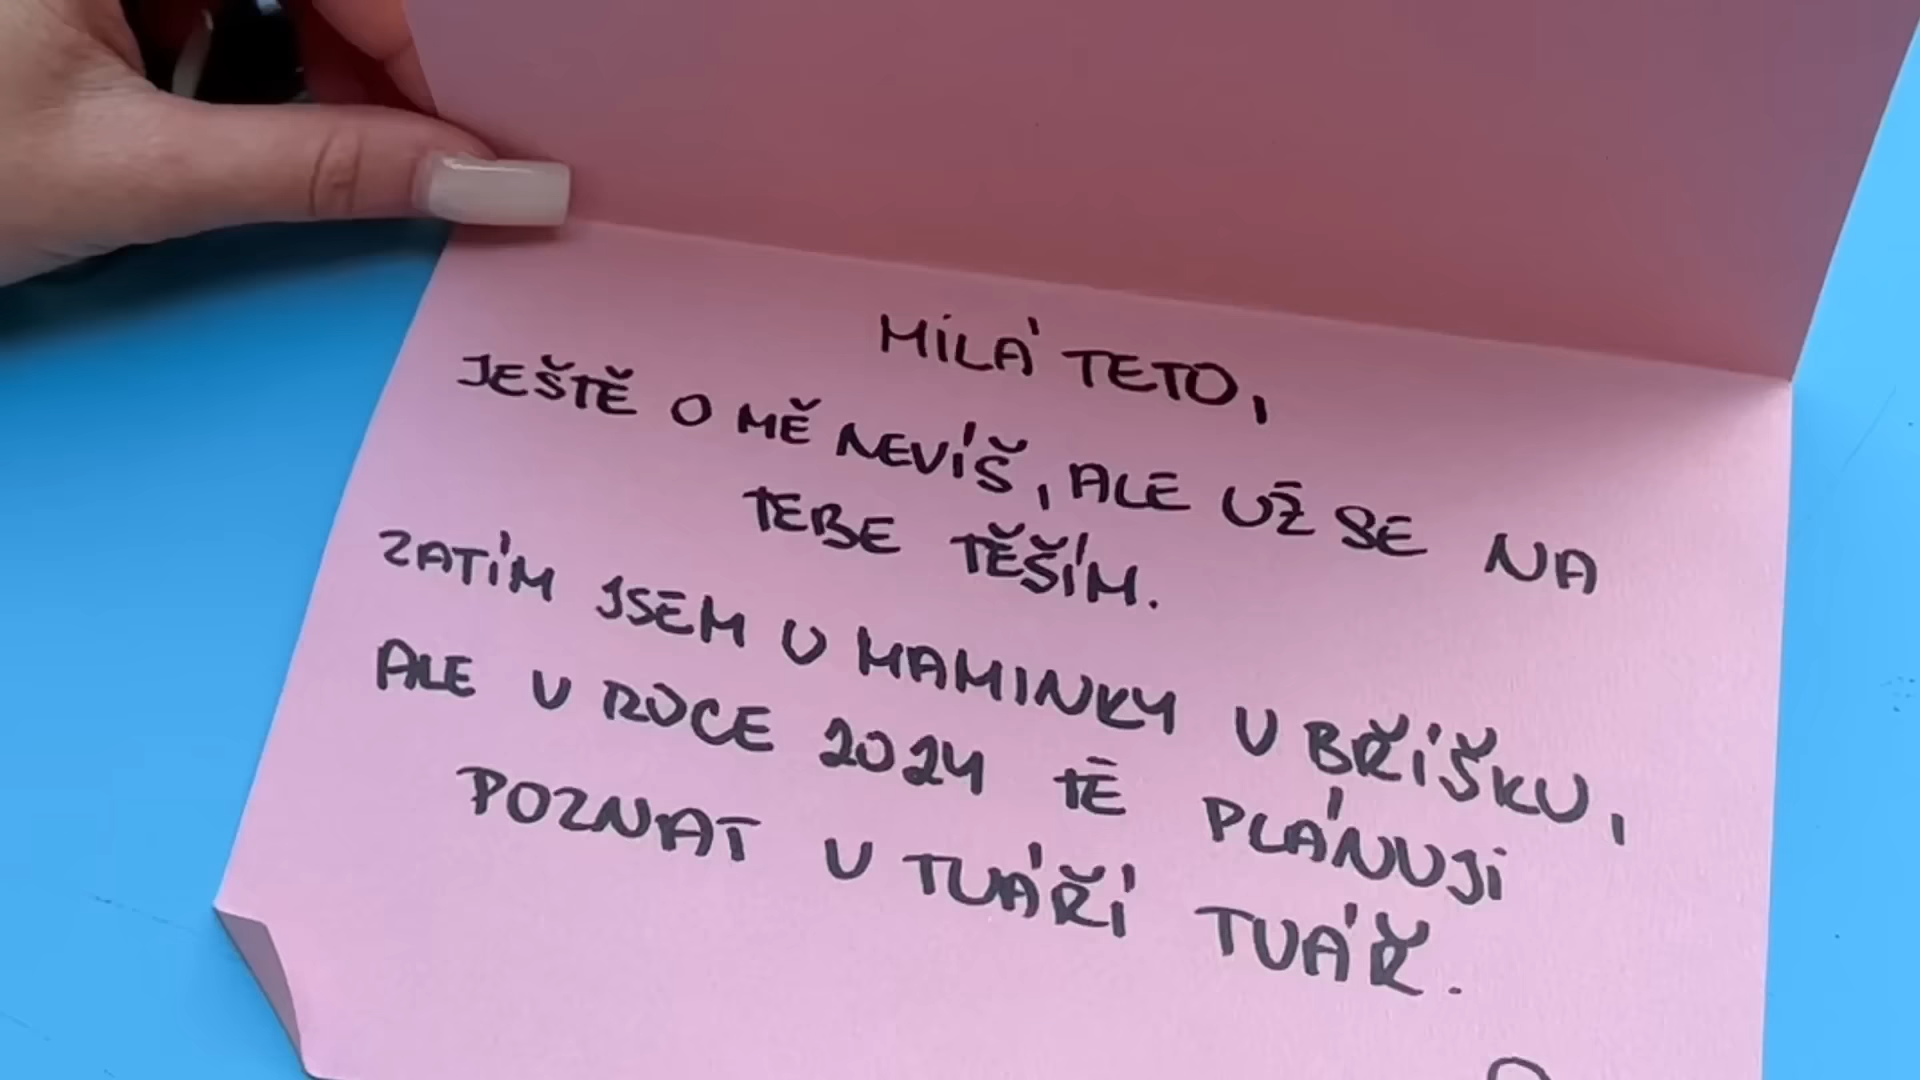 MILÁ TETO,
JEŠTĚ O MĚ NEVÍŠ, ALE UŽ SE NA
TEBE TĚŠÍM.
ZATÍM JSEM U MAMINKY V BŘÍŠKU,
ALE V ROCE 2024 TĚ PLÁNUJI
POZNAT V TVÁŘÍ TVÁŘ.